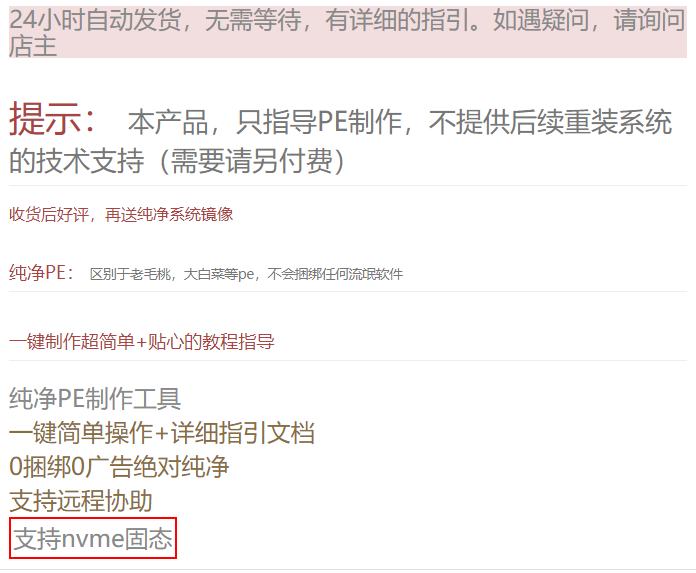 24小时自动发货，无需等待，有详细的指引。如遇疑问，请询问
店主
提示： 本产品，只指导PE制作，不提供后续重装系统
的技术支持（需要请另付费）
收货后好评，再送纯净系统镜像
纯净PE： 区别于老毛桃，大白菜等pe，不会捆绑任何流氓软件
一键制作超简单+贴心的教程指导
纯净PE制作工具
一键简单操作+详细指引文档
0捆绑0广告绝对纯净
支持远程协助
支持nvme固态